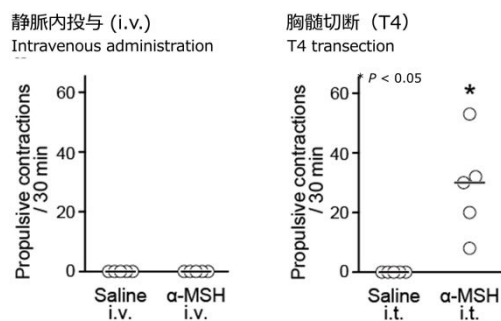 静脈内投与 (i.v.)
Intravenous administration
60
40
20
0
Propulsive contractions
/ 30 min
Saline
i.v.
α-MSH
i.v.
胸髄切断（T4）
T4 transection
* P < 0.05
*
60
40
20
0
Propulsive contractions
/ 30 min
Saline
i.t.
α-MSH
i.t.